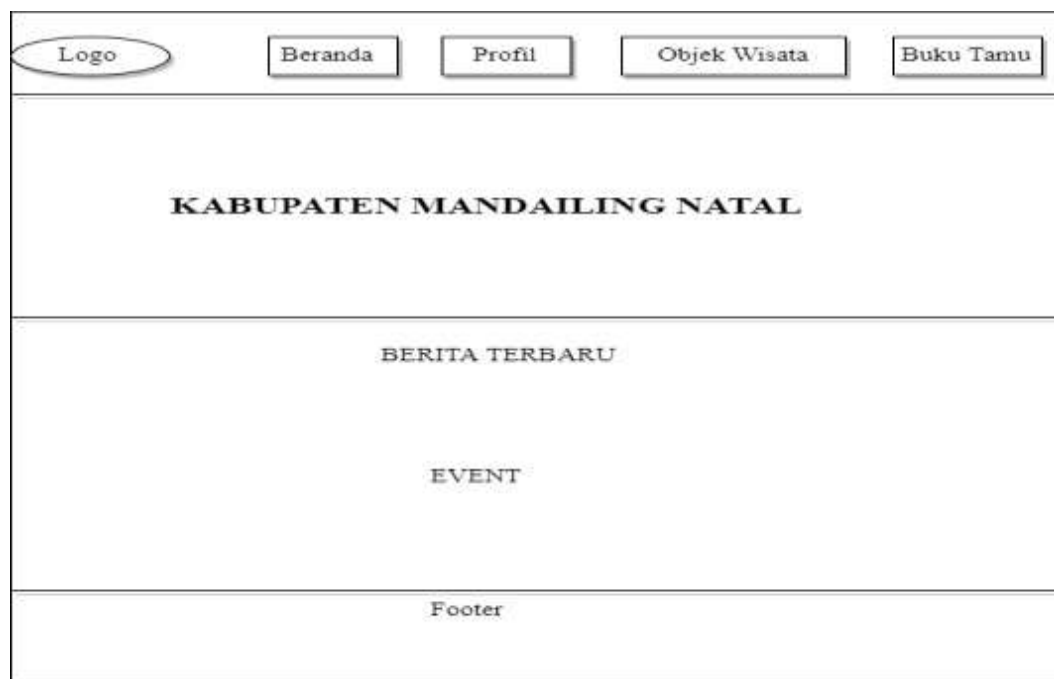 Logo
Beranda
Profil
Objek Wisata
Buku Tamu
KABUPATEN MANDAILING NATAL
BERITA TERBARU
EVENT
Footer